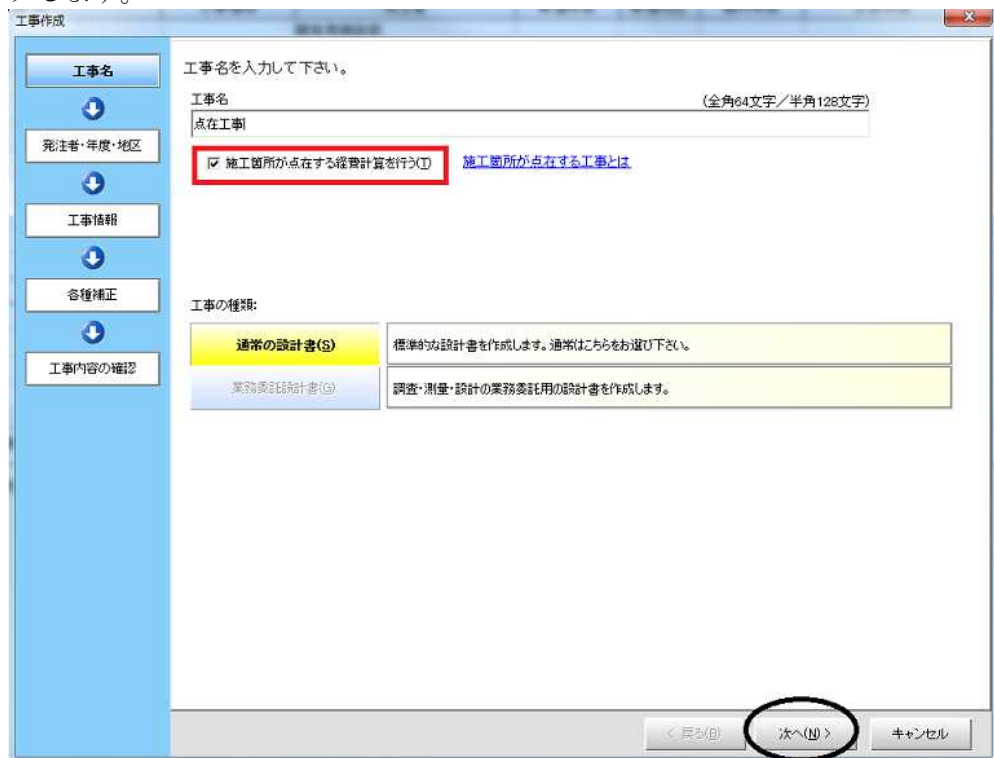 工事作成
工事名
発注者・年度・地区
工事情報
各種補正
工事内容の確認
工事名を入力して下さい。
工事名 (全角64文字／半角128文字)
点在工事
施工箇所が点在する経費計算を行う(T) 施工箇所が点在する工事とは
工事の種類:
通常の設計書(S) 標準的な設計書を作成します。通常はこちらをお選び下さい。
業務委託設計書(G) 調査・測量・設計の業務委託用の設計書を作成します。
< 戻る(B) 次へ(N) > キャンセル